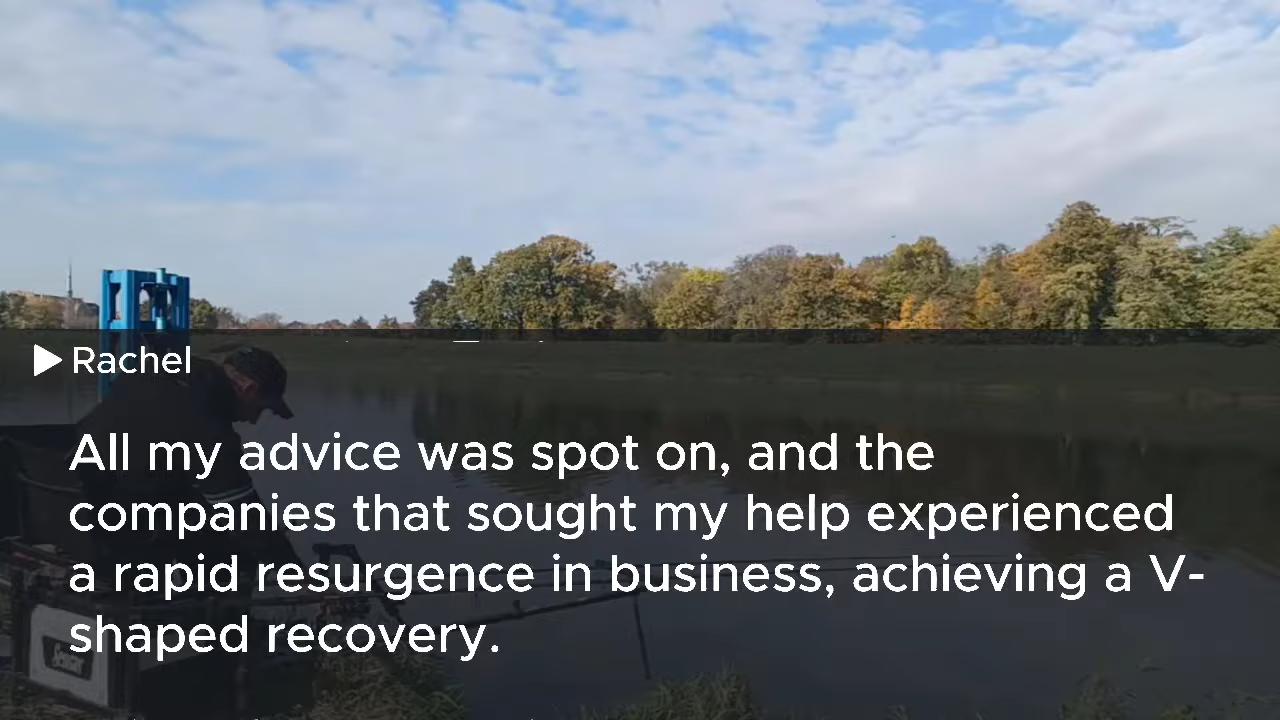 Rachel
All my advice was spot on, and the
companies that sought my help experienced
a rapid resurgence in business, achieving a V-
shaped recovery.